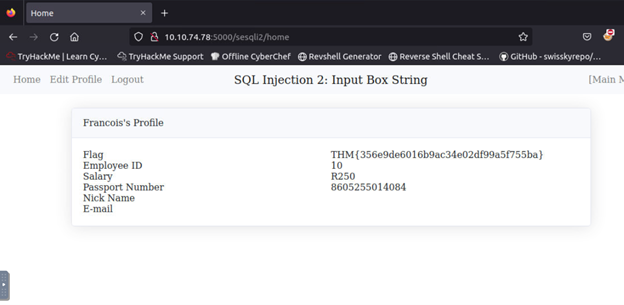 Home
10.10.74.78:5000/sesqli2/home
TryHackMe | Learn Cy… TryHackMe Support Offline CyberChef Revshell Generator Reverse Shell Cheat S… GitHub - swisskyrepo/…
Home Edit Profile Logout SQL Injection 2: Input Box String [Main M
Francois's Profile
Flag THM{356e9de6016b9ac34e02df99a5f755ba}
Employee ID 10
Salary R250
Passport Number 8605255014084
Nick Name
E-mail